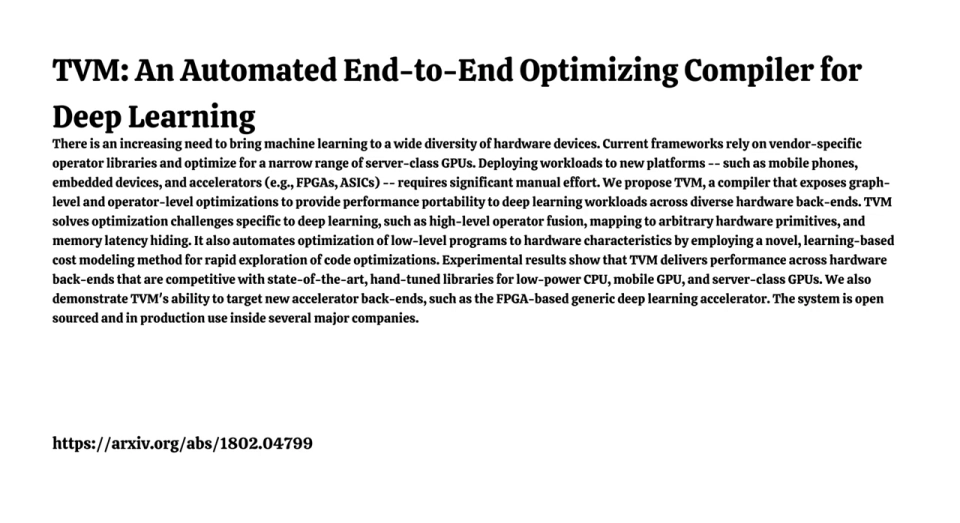 TVM: An Automated End-to-End Optimizing Compiler for
Deep Learning
There is an increasing need to bring machine learning to a wide diversity of hardware devices. Current frameworks rely on vendor-specific
operator libraries and optimize for a narrow range of server-class GPUs. Deploying workloads to new platforms -- such as mobile phones,
embedded devices, and accelerators (e.g., FPGAs, ASICs) -- requires significant manual effort. We propose TVM, a compiler that exposes graph-
level and operator-level optimizations to provide performance portability to deep learning workloads across diverse hardware back-ends. TVM
solves optimization challenges specific to deep learning, such as high-level operator fusion, mapping to arbitrary hardware primitives, and
memory latency hiding. It also automates optimization of low-level programs to hardware characteristics by employing a novel, learning-based
cost modeling method for rapid exploration of code optimizations. Experimental results show that TVM delivers performance across hardware
back-ends that are competitive with state-of-the-art, hand-tuned libraries for low-power CPU, mobile GPU, and server-class GPUs. We also
demonstrate TVM's ability to target new accelerator back-ends, such as the FPGA-based generic deep learning accelerator. The system is open
sourced and in production use inside several major companies.
https://arxiv.org/abs/1802.04799